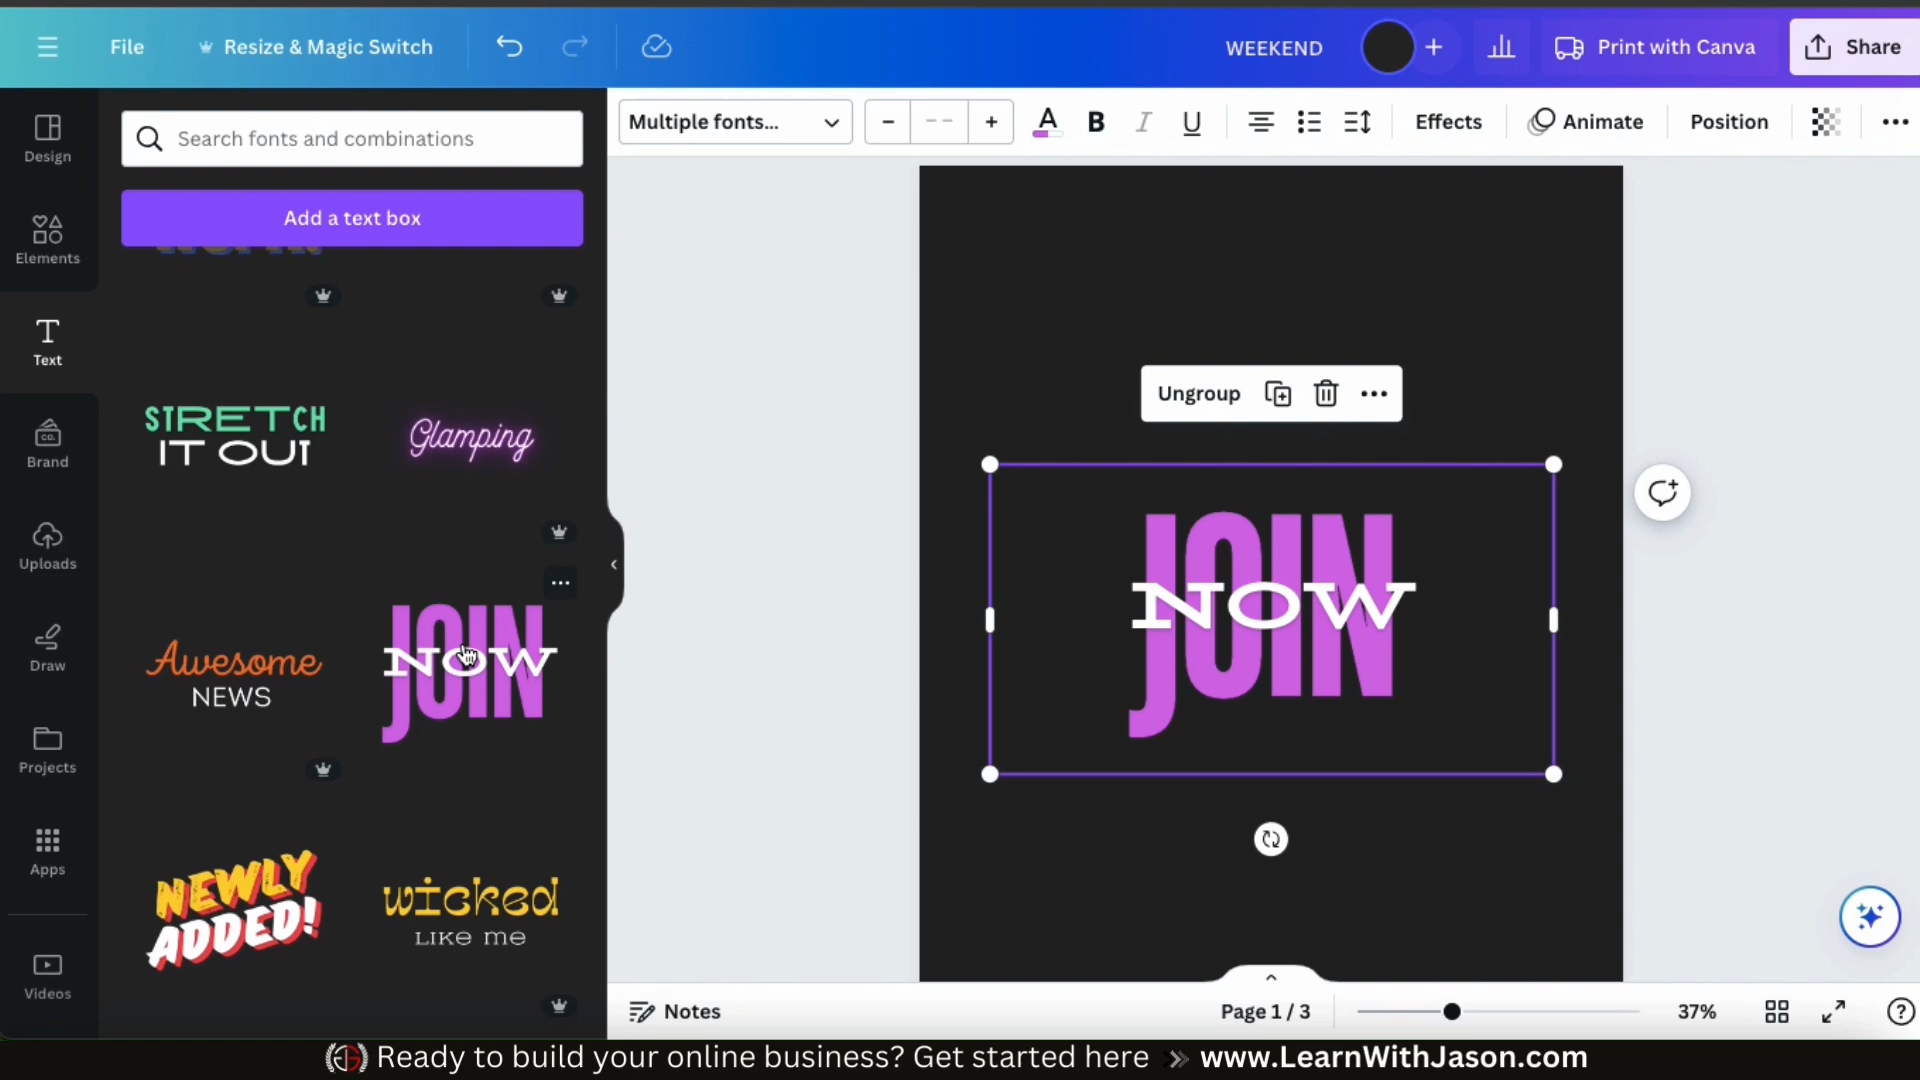 File
Resize & Magic Switch
WEEKEND
Print with Canva
Share
Design
Elements
Text
Brand
CO.
Uploads
Draw
Projects
Apps
Videos
Search fonts and combinations
Add a text box
STRETCH
IT OUT
Glamping
Awesome
NEWS
JOIN
NOW
NEWLY
ADDED!
wicked
LIKE me
Multiple fonts...
- -
A
B
I
U
Effects
Animate
Position
Ungroup
JOIN
NOW
Notes
Page 1 / 3
37%
Ready to build your online business? Get started here » www.LearnWithJason.com